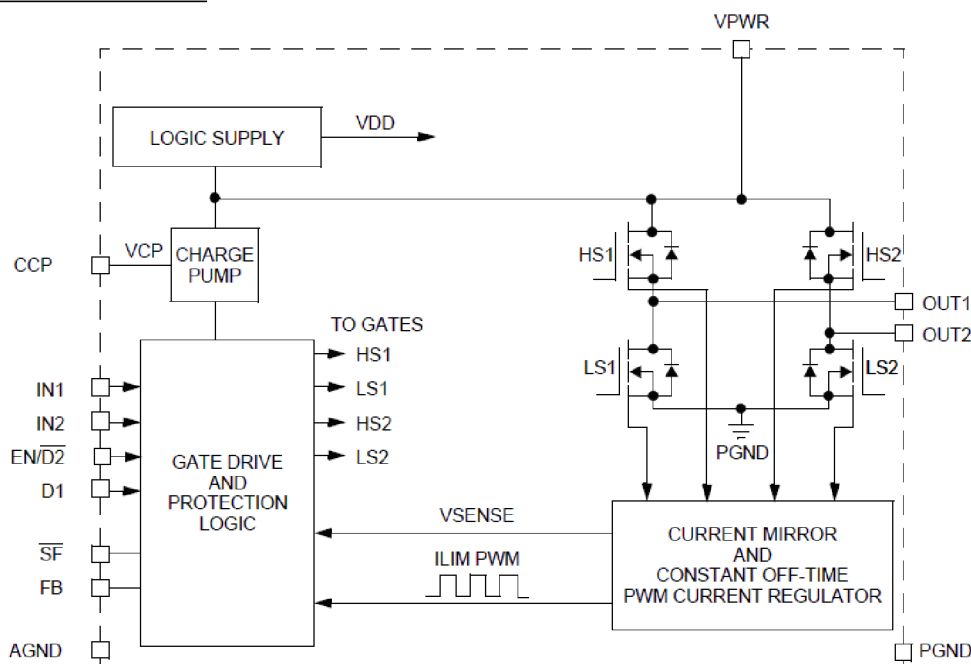 VPWR
LOGIC SUPPLY
VDD
VCP
CHARGE
PUMP
CCP
HS1
HS2
OUT1
OUT2
TO GATES
HS1
LS1
HS2
LS2
LS1
LS2
IN1
IN2
EN/D2
D1
GATE DRIVE
AND
PROTECTION
LOGIC
PGND
VSENSE
CURRENT MIRROR
AND
CONSTANT OFF-TIME
PWM CURRENT REGULATOR
SF
FB
ILIM PWM
AGND
PGND